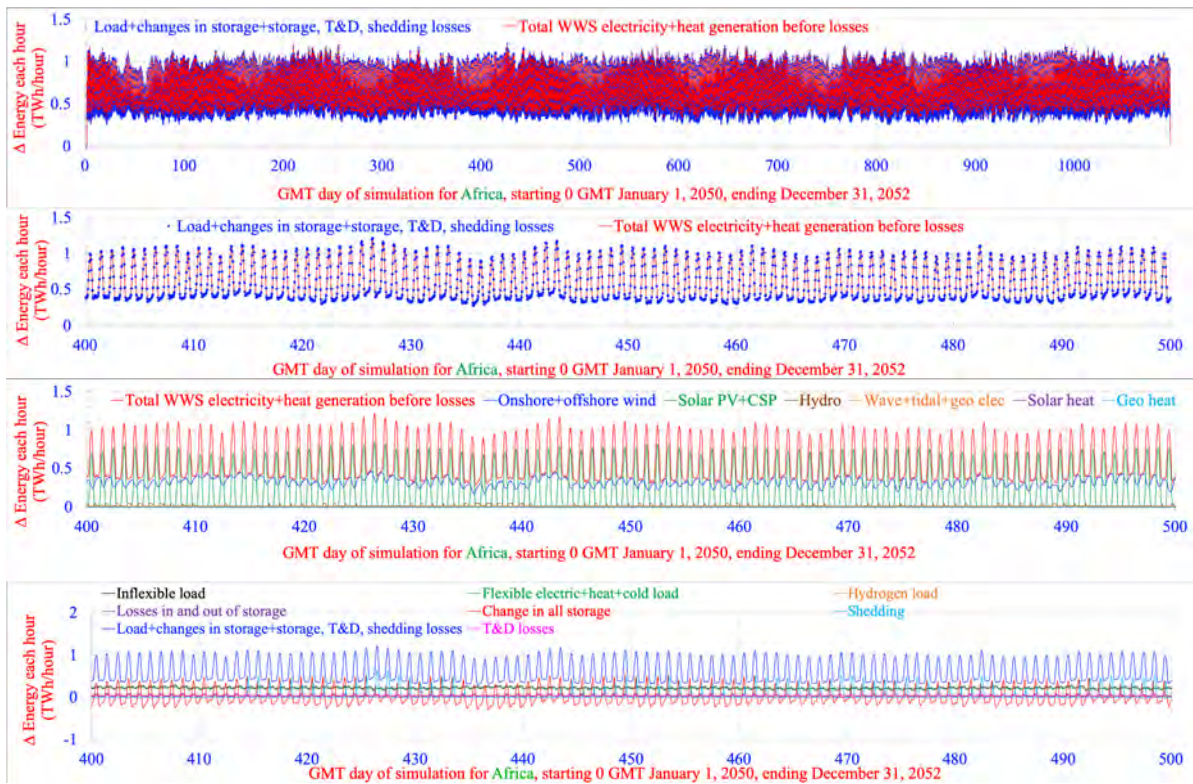 Load+changes in storage+storage, T&D, shedding losses Total WWS electricity+heat generation before losses
Δ Energy each hour
(TWh/hour)
1.5
1
0.5
0
0 100 200 300 400 500 600 700 800 900 1000
GMT day of simulation for Africa, starting 0 GMT January 1, 2050, ending December 31, 2052
Load+changes in storage+storage, T&D, shedding losses Total WWS electricity+heat generation before losses
Δ Energy each hour
(TWh/hour)
1.5
1
0.5
0
400 410 420 430 440 450 460 470 480 490 500
GMT day of simulation for Africa, starting 0 GMT January 1, 2050, ending December 31, 2052
Δ Energy each hour
(TWh/hour)
1.5
1
0.5
0
Total WWS electricity+heat generation before losses Onshore+offshore wind Solar PV+CSP Hydro Wave+tidal+geo elec Solar heat Geo heat
400 410 420 430 440 450 460 470 480 490 500
GMT day of simulation for Africa, starting 0 GMT January 1, 2050, ending December 31, 2052
Inflexible load Flexible electric+heat+cold load Hydrogen load
Losses in and out of storage Change in all storage Shedding
Load+changes in storage+storage, T&D, shedding losses T&D losses
Δ Energy each hour
(TWh/hour)
2
1
0
-1
400 410 420 430 440 450 460 470 480 490 500
GMT day of simulation for Africa, starting 0 GMT January 1, 2050, ending December 31, 2052